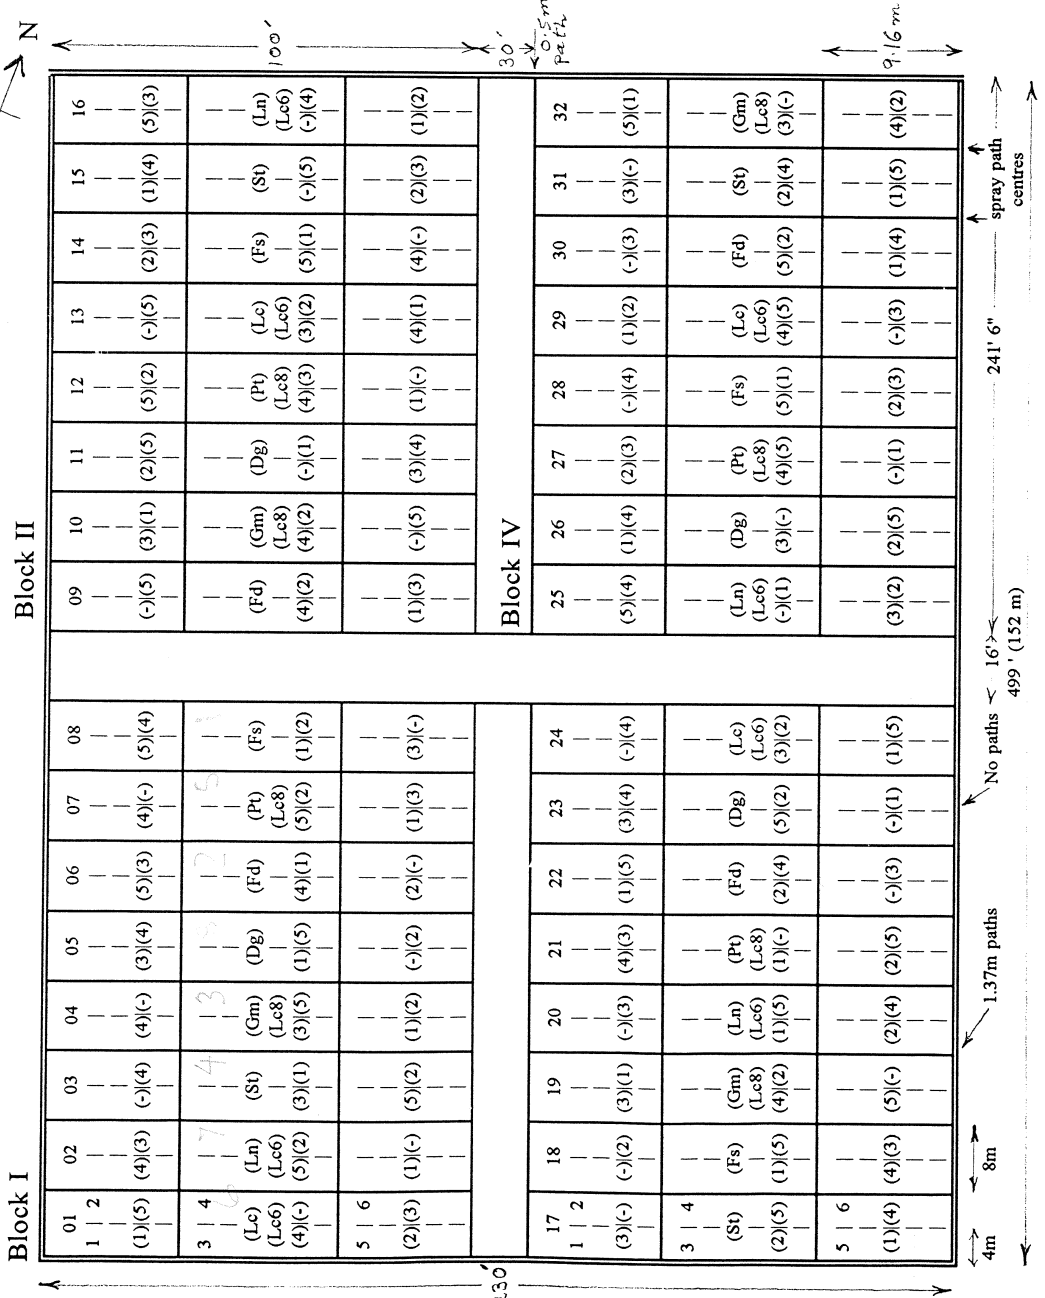 Block I Block II N
01 02 03 04 05 06 07 08 09 10 11 12 13 14 15 16
1 | 2
(1)|(5) (4)|(3) (-)|(4) (4)|(-) (3)|(4) (5)|(3) (4)|(-) (5)|(4) (-)|(5) (3)|(1) (2)|(5) (5)|(2) (-)|(5) (2)|(3) (1)|(4) (5)|(3)
3 | 4
6 7 4 3 2 5
(Lc) (Ln) (St) (Gm) (Dg) (Fd) (Pt) (Fs) (Fd) (Gm) (Dg) (Pt) (Lc) (Fs) (St) (Ln)
(Lc6) (Lc6) (Lc8) (Lc8) (Lc8) (Lc8) (Lc6) (Lc6)
(4)|(-) (5)|(2) (3)|(1) (3)|(5) (1)|(5) (4)|(1) (5)|(2) (1)|(2) (4)|(2) (4)|(2) (-)|(1) (4)|(3) (3)|(2) (5)|(1) (-)|(5) (-)|(4)
100'
5 | 6
(2)|(3) (1)|(-) (5)|(2) (1)|(2) (-)|(2) (2)|(-) (1)|(3) (3)|(-) (1)|(3) (-)|(5) (3)|(4) (1)|(-) (4)|(1) (4)|(-) (2)|(3) (1)|(2)
30'
Block IV
0.5m
path
17 18 19 20 21 22 23 24 25 26 27 28 29 30 31 32
1 | 2
(3)|(-) (-)|(2) (3)|(1) (-)|(3) (4)|(3) (1)|(5) (3)|(4) (-)|(4) (5)|(4) (1)|(4) (2)|(3) (-)|(4) (1)|(2) (-)|(3) (3)|(-) (5)|(1)
3 | 4
(St) (Fs) (Gm) (Ln) (Pt) (Fd) (Dg) (Lc) (Ln) (Dg) (Pt) (Fs) (Lc) (Fd) (St) (Gm)
(Lc8) (Lc6) (Lc8) (Lc6) (Lc6) (Lc8) (Lc6) (Lc8)
(2)|(5) (1)|(5) (4)|(2) (1)|(5) (1)|(-) (2)|(4) (5)|(2) (3)|(2) (-)|(1) (3)|(-) (4)|(5) (5)|(1) (4)|(5) (5)|(2) (2)|(4) (3)|(-)
5 | 6
(1)|(4) (4)|(3) (5)|(-) (2)|(4) (2)|(5) (-)|(3) (-)|(1) (1)|(5) (3)|(2) (2)|(5) (-)|(1) (2)|(3) (-)|(3) (1)|(4) (1)|(5) (4)|(2)
9.16m
4m 8m 1.37m paths No paths 16' 241' 6" spray path
centres
499 ' (152 m)